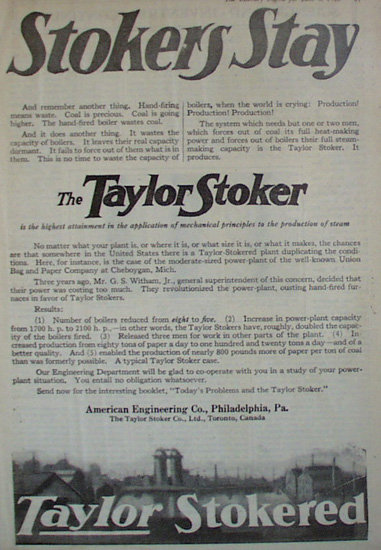 Stokers Stay
And remember another thing. Hand-firing
means waste. Coal is precious. Coal is going
higher. The hand-fired boiler wastes coal.
And it does another thing. It wastes the
capacity of boilers. It leaves their real capacity
dormant. It fails to force out of them what is in
them. This is no time to waste the capacity of
boilers, when the world is crying: Production!
Production! Production!
The system which needs but one or two men,
which forces out of coal its full heat-making
power and forces out of boilers their full steam-
making capacity is the Taylor Stoker. It
produces.
The Taylor Stoker
is the highest attainment in the application of mechanical principles to the production of steam
No matter what your plant is, or where it is, or what size it is, or what it makes, the chances
are that somewhere in the United States there is a Taylor-Stokered plant duplicating the condi-
tions. Here, for instance, is the case of the moderate-sized power-plant of the well-known Union
Bag and Paper Company at Cheboygan, Mich.
Three years ago, Mr. G. S. Witham, Jr., general superintendent of this concern, decided that
their power was costing too much. They revolutionized the power-plant, ousting hand-fired fur-
naces in favor of Taylor Stokers.
Results:
(1) Number of boilers reduced from eight to five. (2) Increase in power-plant capacity
from 1700 h. p. to 2100 h. p.,—in other words, the Taylor Stokers have, roughly, doubled the capac-
ity of the boilers fired. (3) Released three men for work in other parts of the plant. (4) In-
creased production from eighty tons of paper a day to one hundred and twenty tons a day—and of a
better quality. And (5) enabled the production of nearly 800 pounds more of paper per ton of coal
than was formerly possible. A typical Taylor Stoker case.
Our Engineering Department will be glad to co-operate with you in a study of your power-
plant situation. You entail no obligation whatsoever.
Send now for the interesting booklet, "Today's Problems and the Taylor Stoker."
American Engineering Co., Philadelphia, Pa.
The Taylor Stoker Co., Ltd., Toronto, Canada
Taylor Stokered